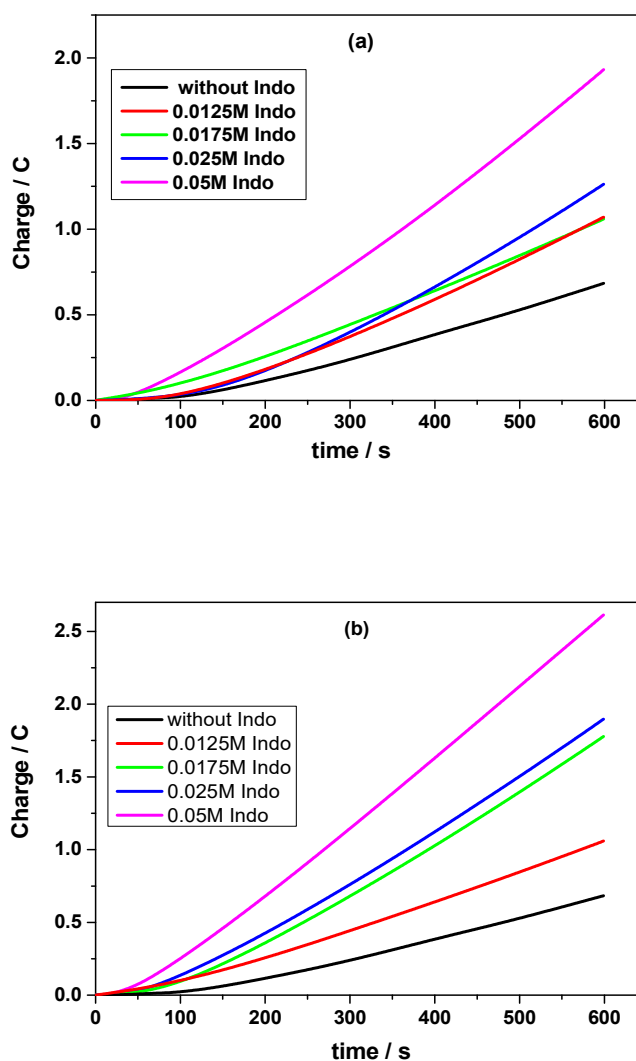 (a)
without Indo
0.0125M Indo
0.0175M Indo
0.025M Indo
0.05M Indo
Charge / C
2.0
1.5
1.0
0.5
0.0
0 100 200 300 400 500 600
time / s
(b)
without Indo
0.0125M Indo
0.0175M Indo
0.025M Indo
0.05M Indo
Charge / C
2.5
2.0
1.5
1.0
0.5
0.0
0 100 200 300 400 500 600
time / s